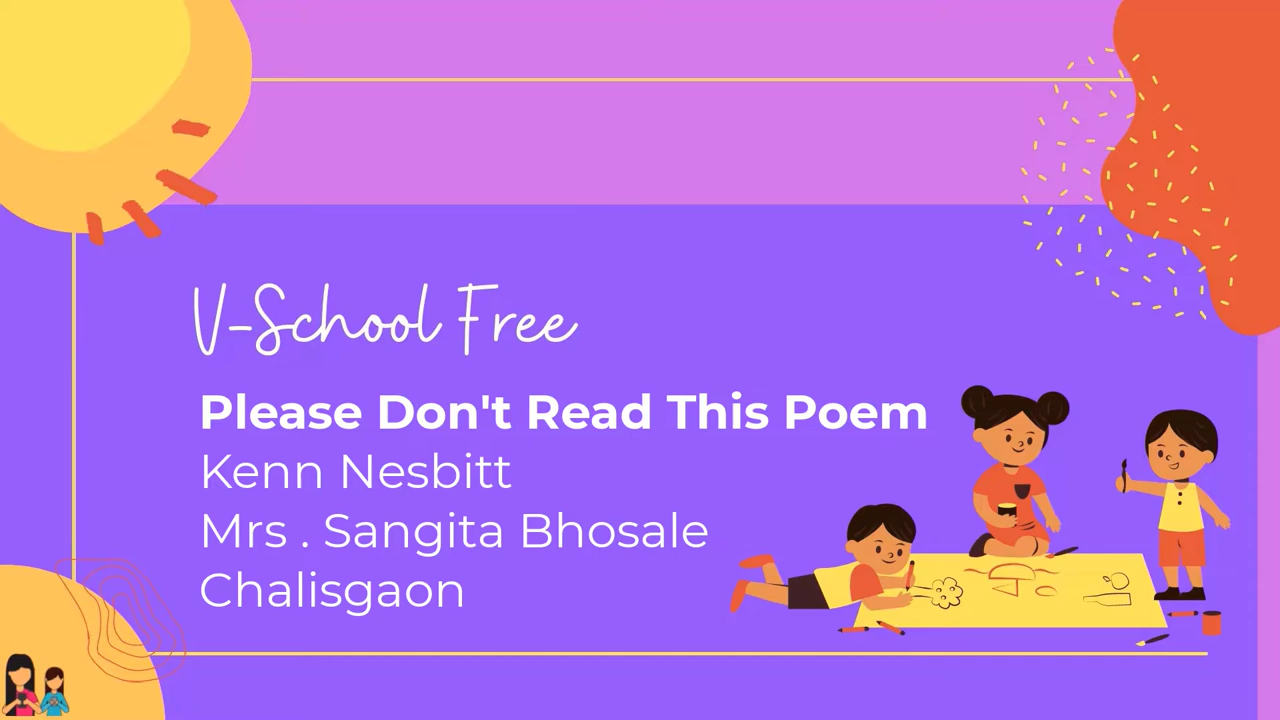 V-School Free
Please Don't Read This Poem
Kenn Nesbitt
Mrs . Sangita Bhosale
Chalisgaon